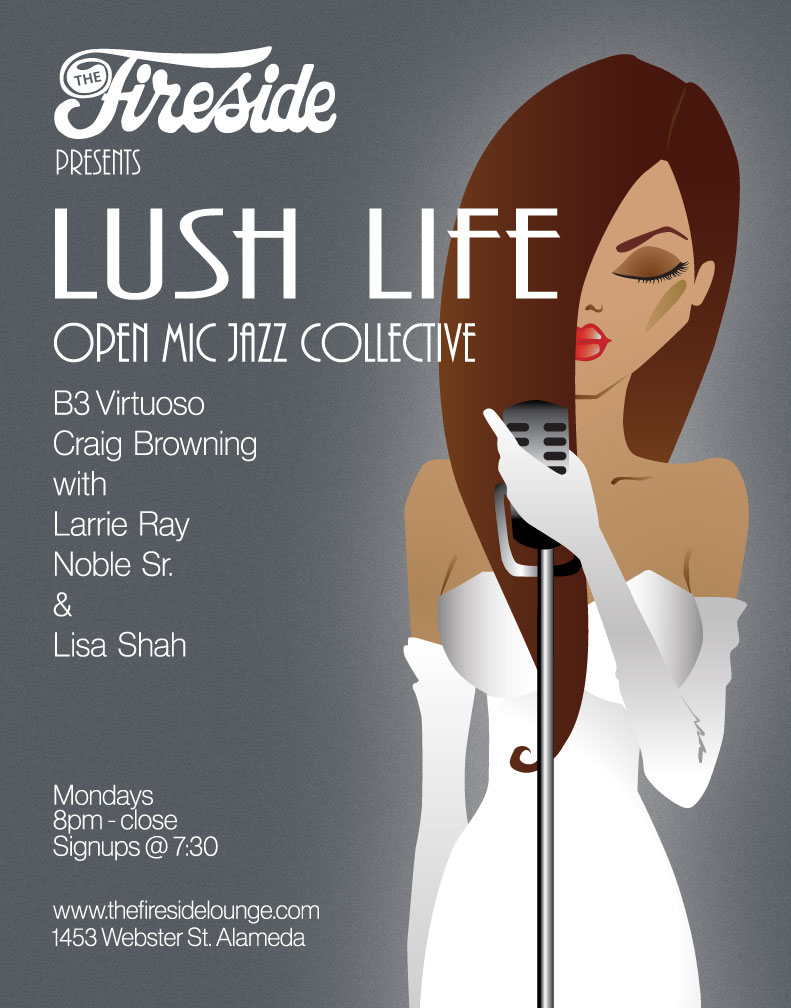 THE Fireside
PRESENTS
LUSH LIFE
OPEN MIC JAZZ COLLECTIVE
B3 Virtuoso
Craig Browning
with
Larrie Ray
Noble Sr.
&
Lisa Shah
Mondays
8pm - close
Signups @ 7:30
www.thefiresidelounge.com
1453 Webster St. Alameda